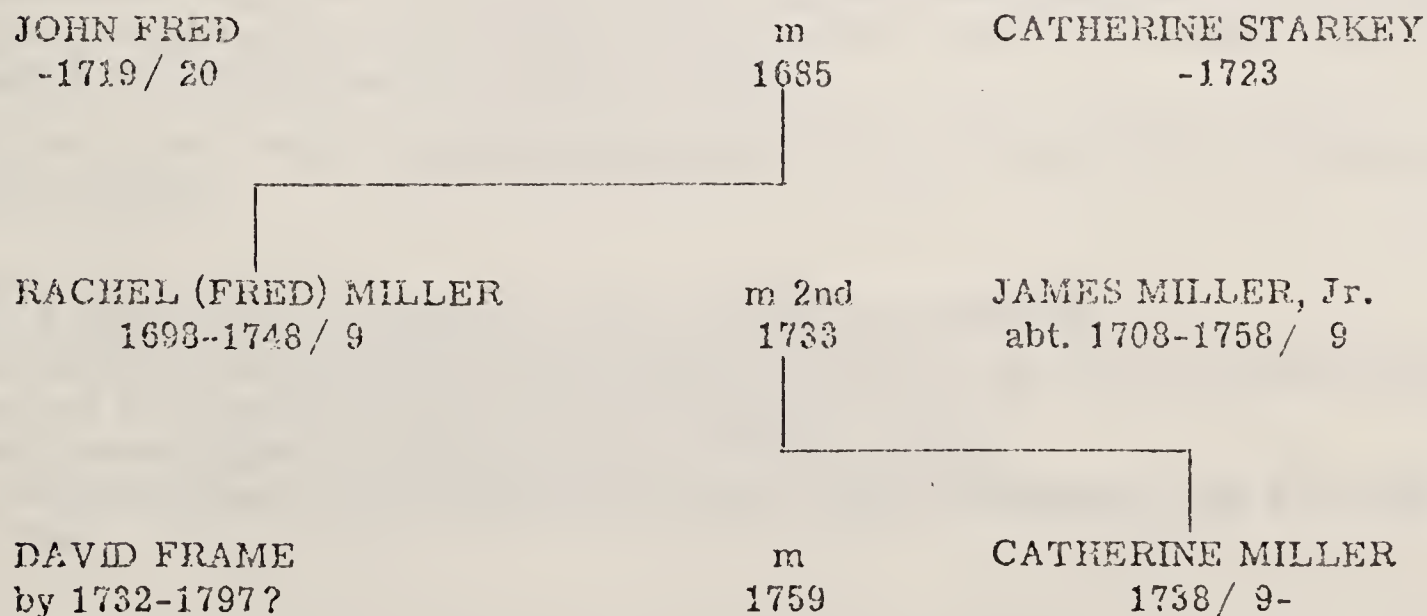 JOHN FRED m CATHERINE STARKEY
-1719/ 20 1685 -1723
RACHEL (FRED) MILLER m 2nd JAMES MILLER, Jr.
1698-1748/ 9 1733 abt. 1708-1758/ 9
DAVID FRAME m CATHERINE MILLER
by 1732-1797? 1759 1738/ 9-